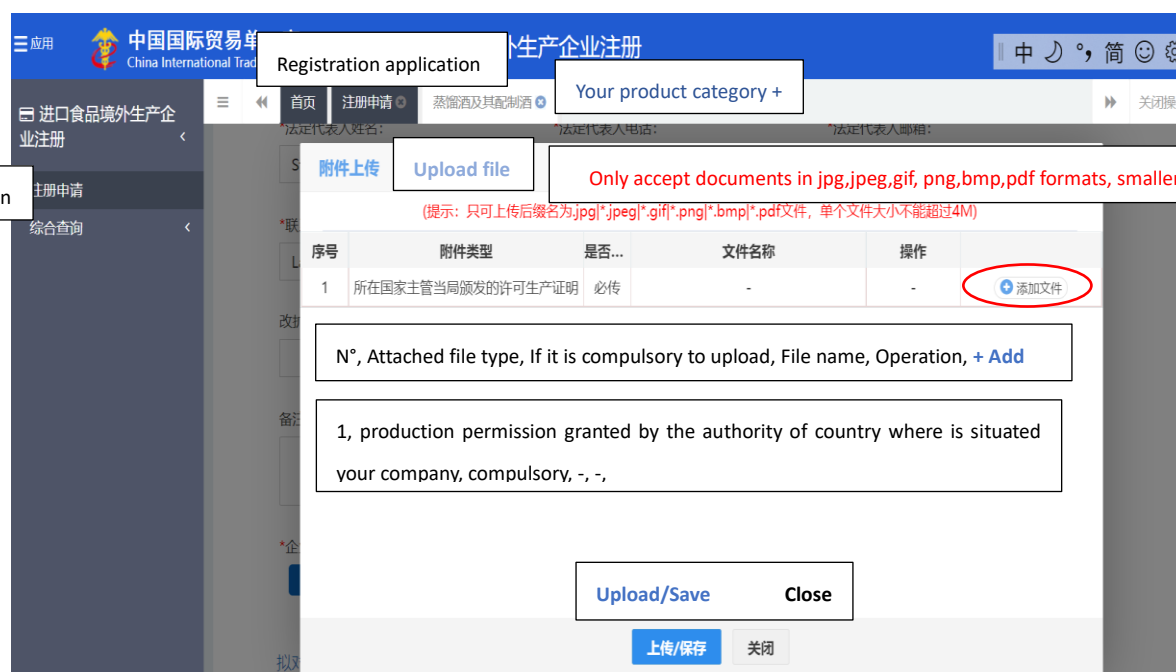 应用
中国国际贸易单
China International Trad
外生产企业注册
中 简
Registration application
Your product category +
进口食品境外生产企
业注册
首页
注册申请
蒸馏酒及其配制酒
关闭操
*法定代表人姓名：
*法定代表人电话：
*法定代表人邮箱：
附件上传
Upload file
Only accept documents in jpg,jpeg,gif, png,bmp,pdf formats, smaller
n
注册申请
综合查询
(提示：只可上传后缀名为.jpg|*.jpeg|*.gif|*.png|*.bmp|*.pdf文件，单个文件大小不能超过4M)
*联
序号 附件类型 是否... 文件名称 操作
1 所在国家主管当局颁发的许可生产证明 必传 - - 添加文件
改扩
N°, Attached file type, If it is compulsory to upload, File name, Operation, + Add
备注
1, production permission granted by the authority of country where is situated
your company, compulsory, -, -,
*企
Upload/Save Close
上传/保存 关闭
拟对